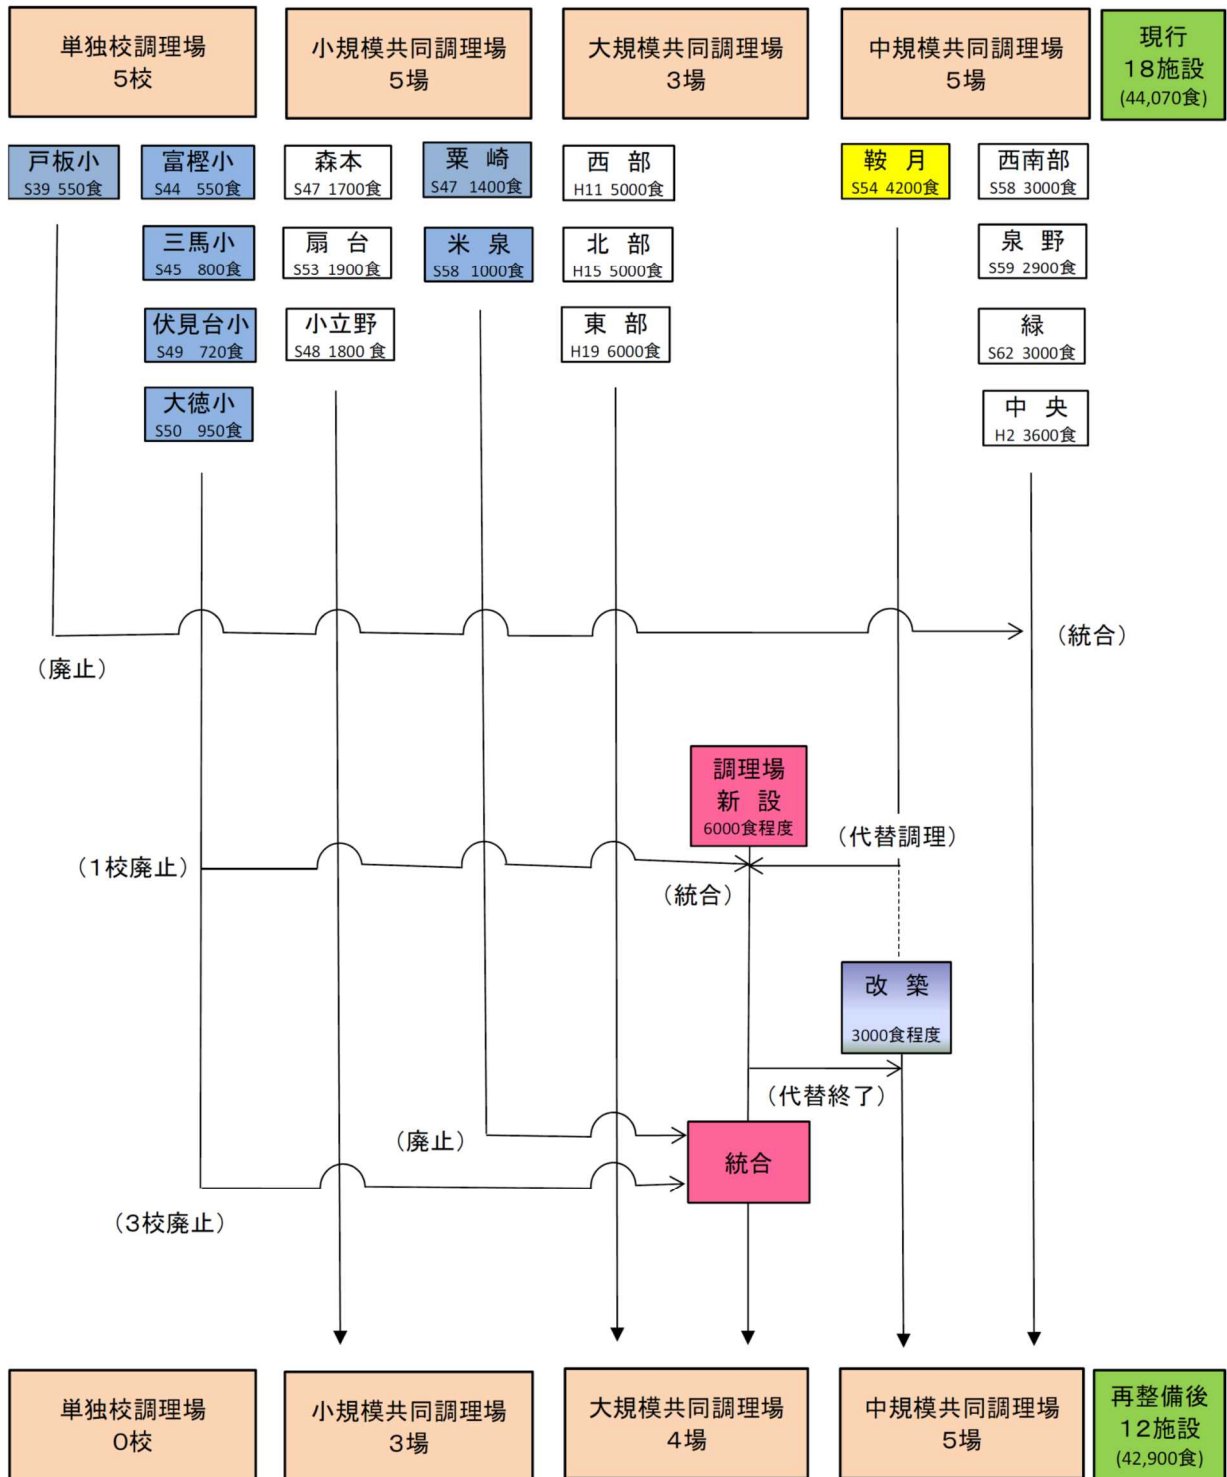 単独校調理場
5校
小規模共同調理場
5場
大規模共同調理場
3場
中規模共同調理場
5場
現行
18施設
(44,070食)
戸板小
S39 550食
富樫小
S44 550食
森本
S47 1700食
粟崎
S47 1400食
西部
H11 5000食
鞍月
S54 4200食
西南部
S58 3000食
三馬小
S45 800食
扇台
S53 1900食
米泉
S58 1000食
北部
H15 5000食
泉野
S59 2900食
伏見台小
S49 720食
小立野
S48 1800食
東部
H19 6000食
緑
S62 3000食
大徳小
S50 950食
中央
H2 3600食
(廃止)
(統合)
調理場
新設
6000食程度
(代替調理)
(1校廃止)
(統合)
改築
3000食程度
(代替終了)
(廃止)
統合
(3校廃止)
単独校調理場
0校
小規模共同調理場
3場
大規模共同調理場
4場
中規模共同調理場
5場
再整備後
12施設
(42,900食)